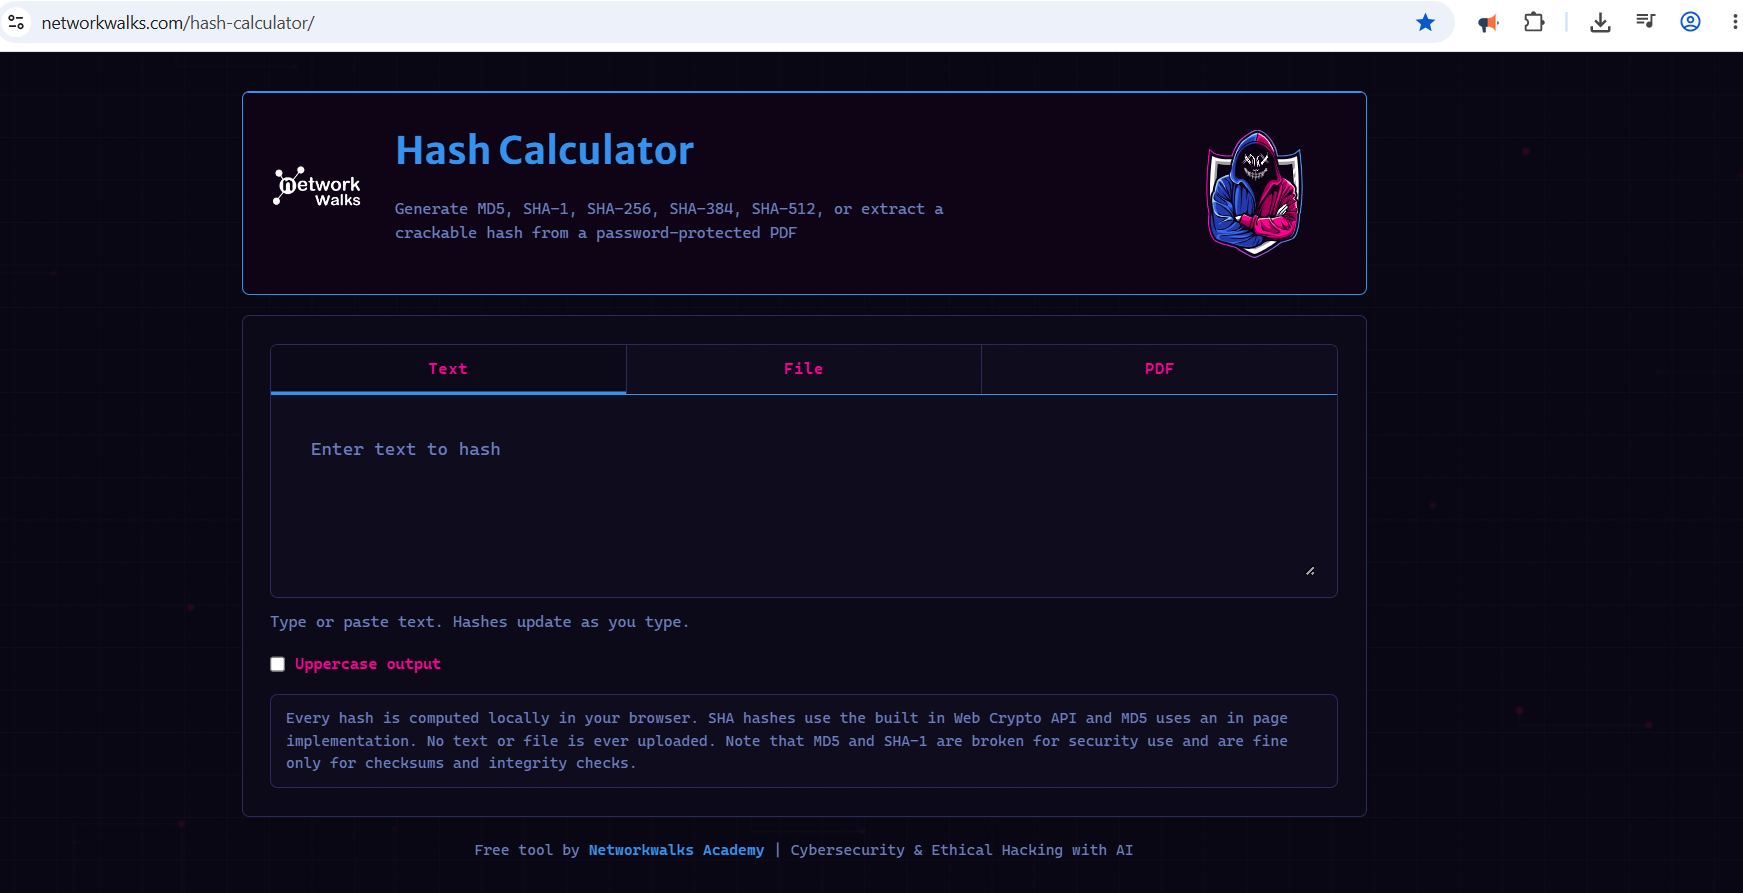 networkwalks.com/hash-calculator/
network
Walks
Hash Calculator
Generate MD5, SHA-1, SHA-256, SHA-384, SHA-512, or extract a
crackable hash from a password-protected PDF
Text
File
PDF
Enter text to hash
Type or paste text. Hashes update as you type.
Uppercase output
Every hash is computed locally in your browser. SHA hashes use the built in Web Crypto API and MD5 uses an in page
implementation. No text or file is ever uploaded. Note that MD5 and SHA-1 are broken for security use and are fine
only for checksums and integrity checks.
Free tool by Networkwalks Academy | Cybersecurity & Ethical Hacking with AI